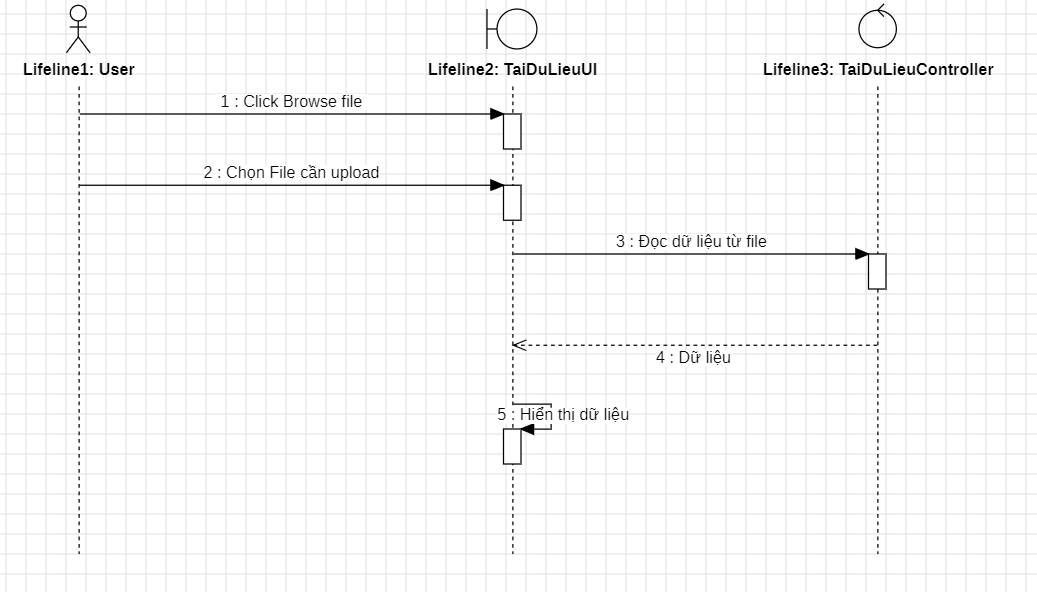 Lifeline1: User
Lifeline2: TaiDuLieuUI
Lifeline3: TaiDuLieuController
1 : Click Browse file
2 : Chọn File cần upload
3 : Đọc dữ liệu từ file
4 : Dữ liệu
5 : Hiển thị dữ liệu